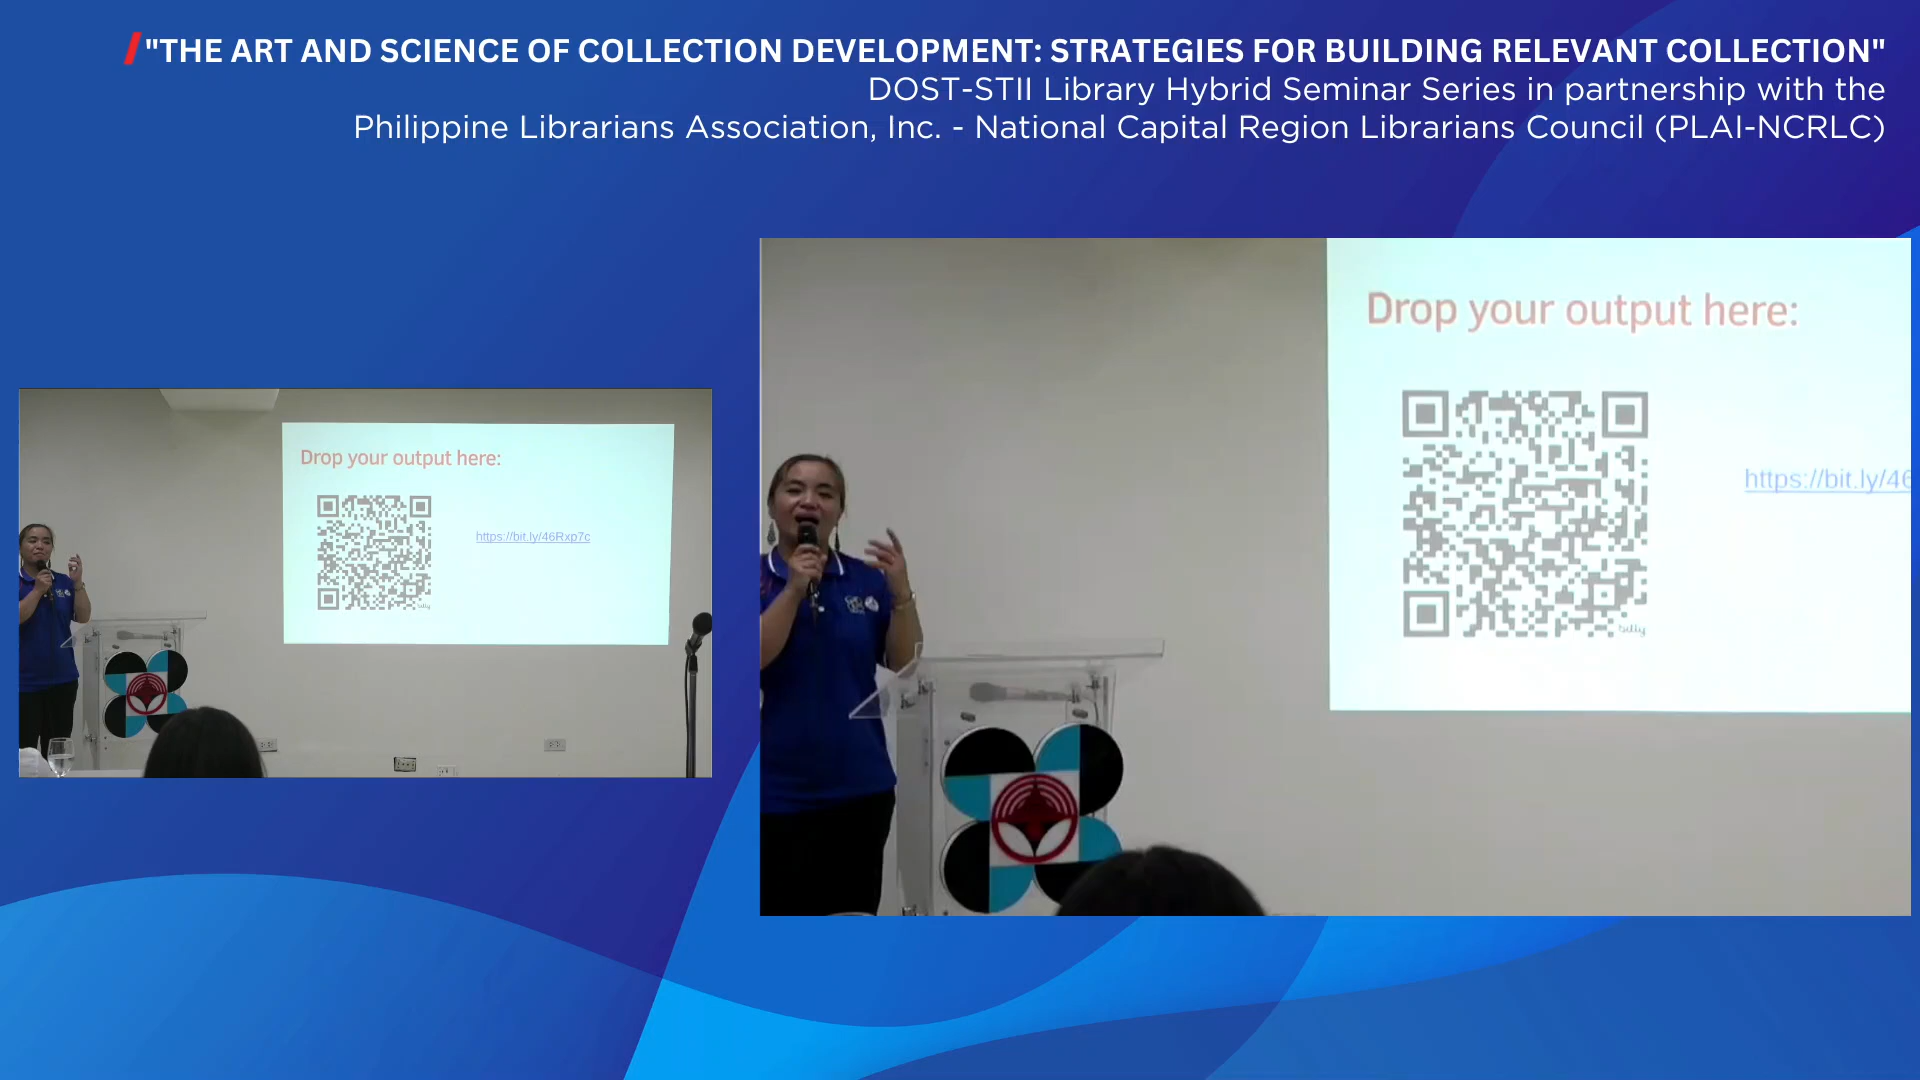 "THE ART AND SCIENCE OF COLLECTION DEVELOPMENT: STRATEGIES FOR BUILDING RELEVANT COLLECTION"
DOST-STII Library Hybrid Seminar Series in partnership with the
Philippine Librarians Association, Inc. - National Capital Region Librarians Council (PLAI-NCRLC)
Drop your output here:
https://bit.ly/46Rxp7c
bitly
Drop your output here:
https://bit.ly/46
bitly